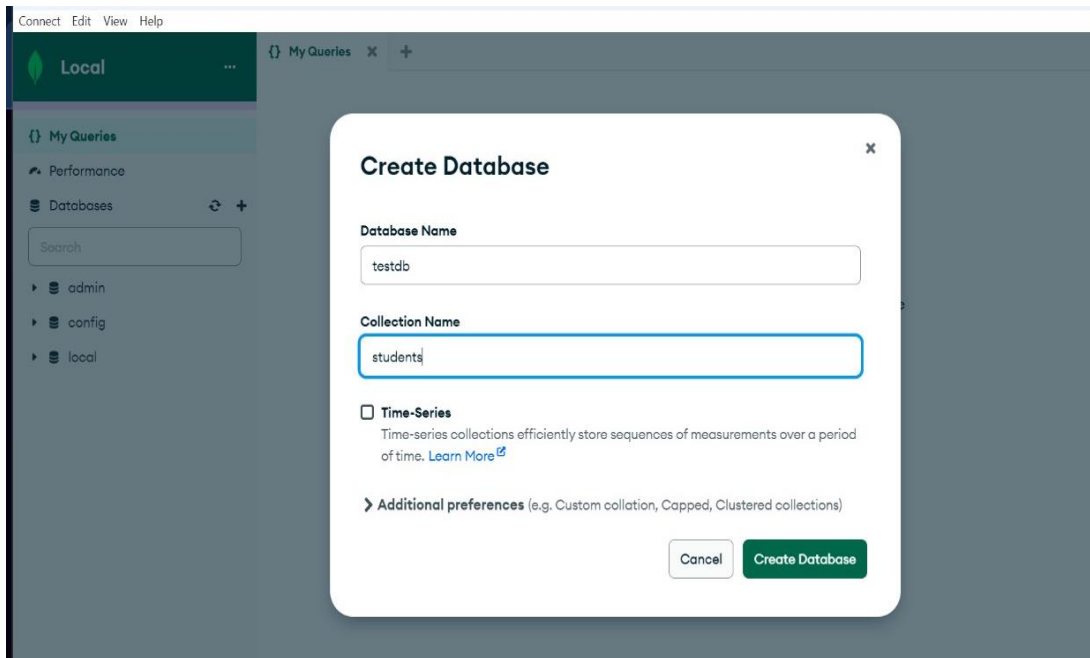 Connect Edit View Help
Local ...
{} My Queries × +
{} My Queries
Performance
Databases
Search
admin
config
local
Create Database
Database Name
testdb
Collection Name
students
Time-Series
Time-series collections efficiently store sequences of measurements over a period
of time. Learn More
Additional preferences (e.g. Custom collation, Capped, Clustered collections)
Cancel Create Database